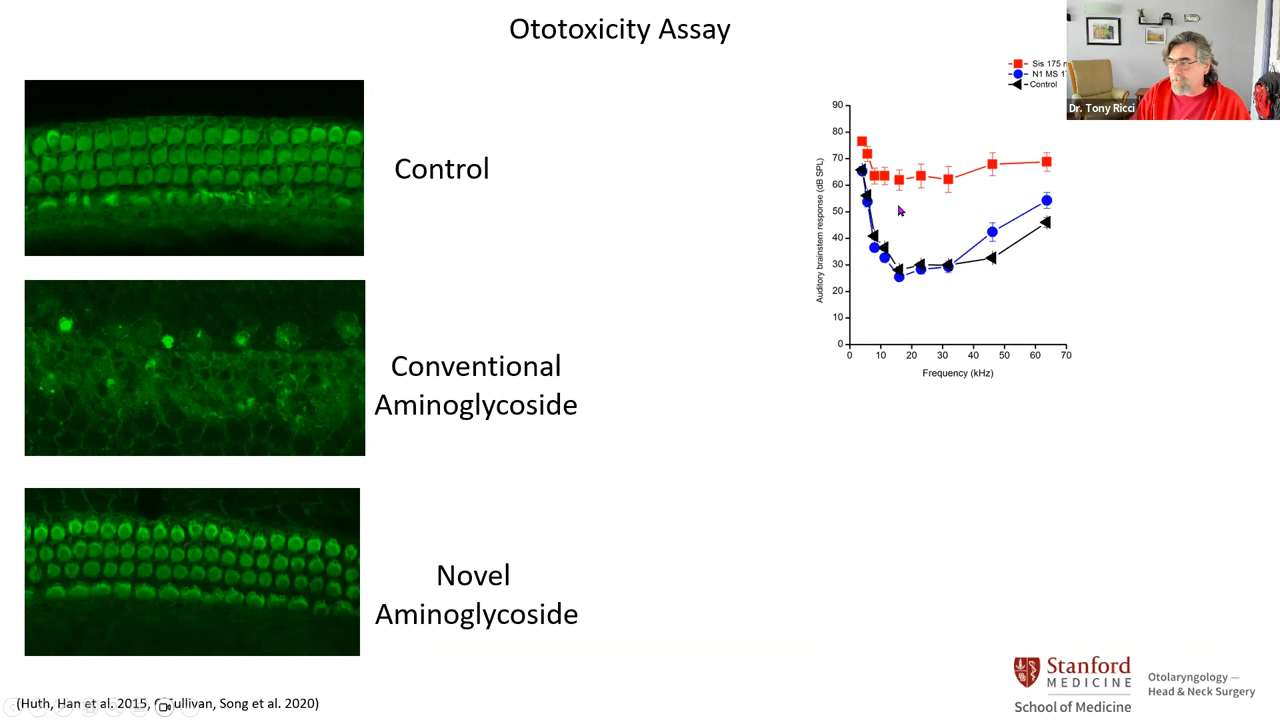 Ototoxicity Assay
Control
Conventional
Aminoglycoside
Novel
Aminoglycoside
Sis 175
N1 MS
Control
Dr. Tony Ricci
90
80
70
60
50
40
30
20
10
0
Auditory brainstem response (dB SPL)
0 10 20 30 40 50 60 70
Frequency (kHz)
(Huth, Han et al. 2015, Sullivan, Song et al. 2020)
Stanford
MEDICINE
School of Medicine
Otolaryngology —
Head & Neck Surgery